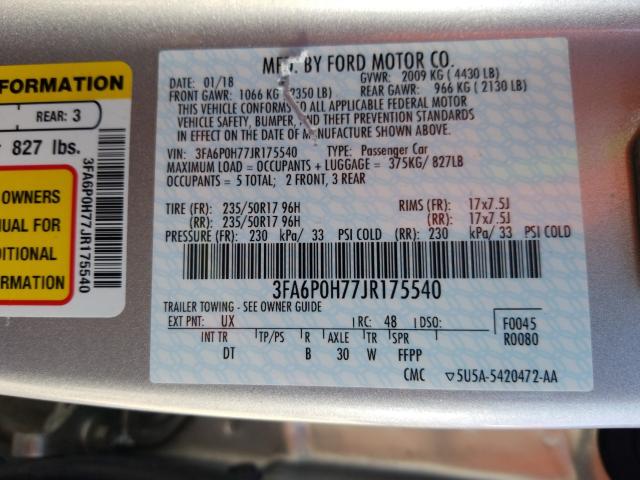 FORMATION
REAR: 3
827 lbs.
OWNERS
NUAL FOR
DITIONAL
ORMATION
3FA6P0H77JR175540
MFG. BY FORD MOTOR CO.
DATE: 01/18 GVWR: 2009 KG ( 4430 LB)
FRONT GAWR: 1066 KG (2350 LB) REAR GAWR: 966 KG ( 2130 LB)
THIS VEHICLE CONFORMS TO ALL APPLICABLE FEDERAL MOTOR
VEHICLE SAFETY, BUMPER, AND THEFT PREVENTION STANDARDS
IN EFFECT ON THE DATE OF MANUFACTURE SHOWN ABOVE.
VIN: 3FA6P0H77JR175540 TYPE: Passenger Car
MAXIMUM LOAD = OCCUPANTS + LUGGAGE = 375KG/ 827LB
OCCUPANTS = 5 TOTAL; 2 FRONT, 3 REAR
TIRE (FR): 235/50R17 96H RIMS (FR): 17x7.5J
(RR): 235/50R17 96H (RR): 17x7.5J
PRESSURE (FR): 230 kPa/ 33 PSI COLD (RR): 230 kPa/ 33 PSI COLD
3FA6P0H77JR175540
TRAILER TOWING - SEE OWNER GUIDE
EXT PNT: UX RC: 48 DSO: F0045
R0080
INT TR TP/PS R AXLE TR SPR
DT B 30 W FFPP
CMC ▽5U5A-5420472-AA